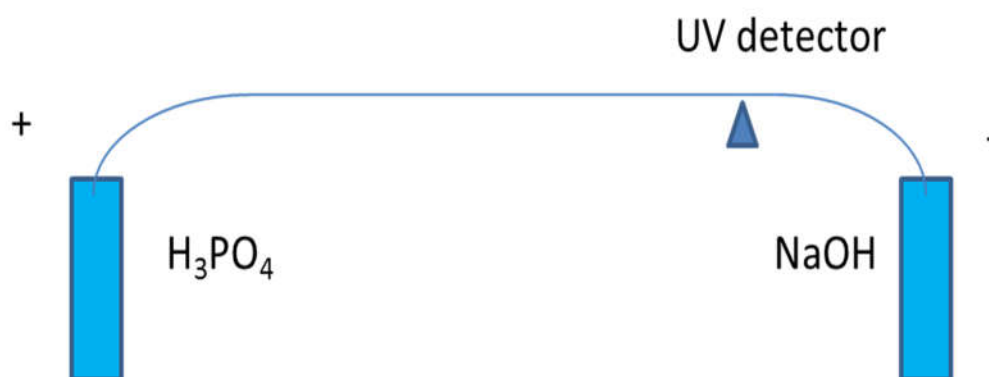 UV detector
+
-
H₃PO₄
NaOH